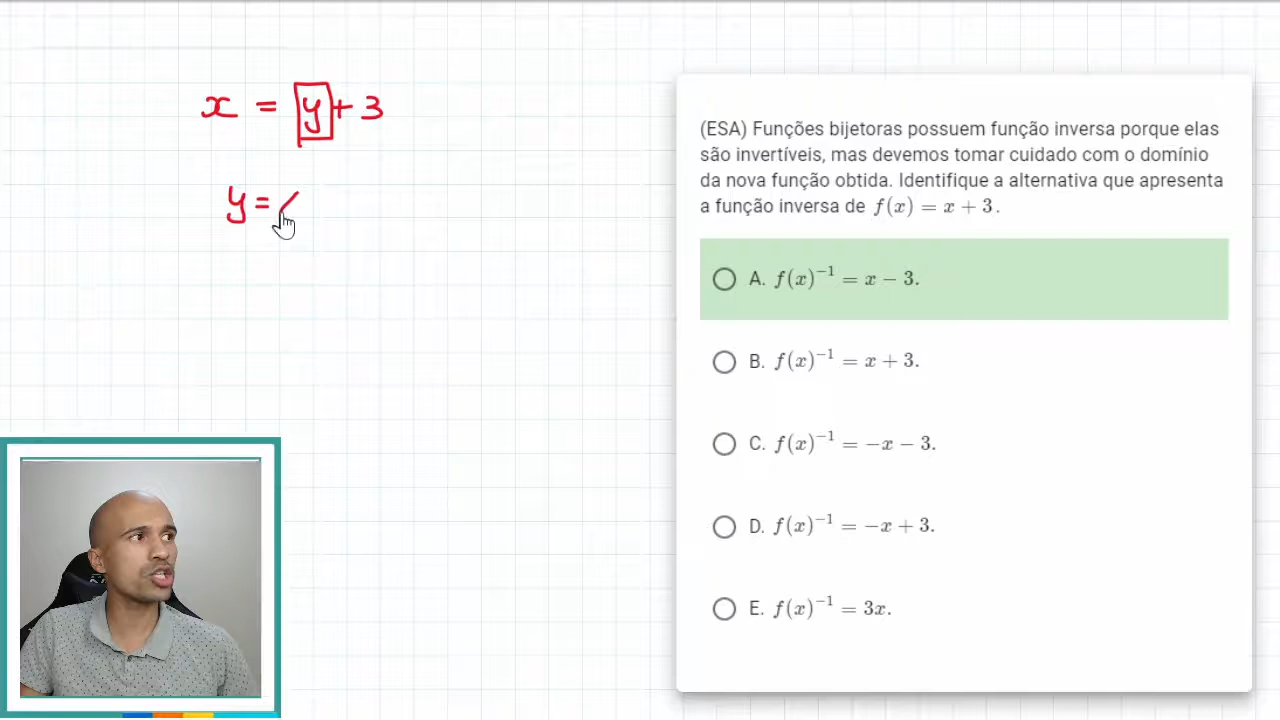 x = y + 3
y =
(ESA) Funções bijetoras possuem função inversa porque elas
são invertíveis, mas devemos tomar cuidado com o domínio
da nova função obtida. Identifique a alternativa que apresenta
a função inversa de f(x) = x + 3.
A. f(x)⁻¹ = x − 3.
B. f(x)⁻¹ = x + 3.
C. f(x)⁻¹ = −x − 3.
D. f(x)⁻¹ = −x + 3.
E. f(x)⁻¹ = 3x.